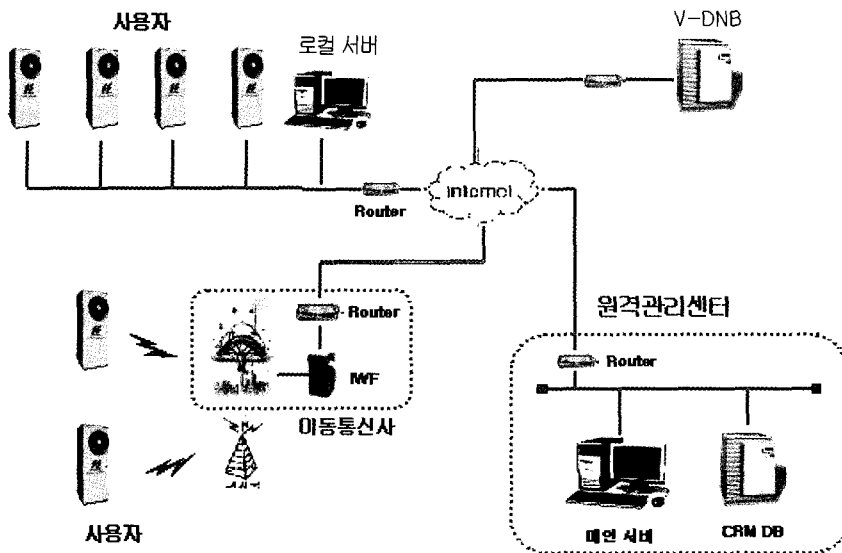 사용자
로컬 서버
V-DNB
Internet
Router
원격관리센터
Router
IWF
이동통신사
Router
사용자
메인 서버
CRM DB